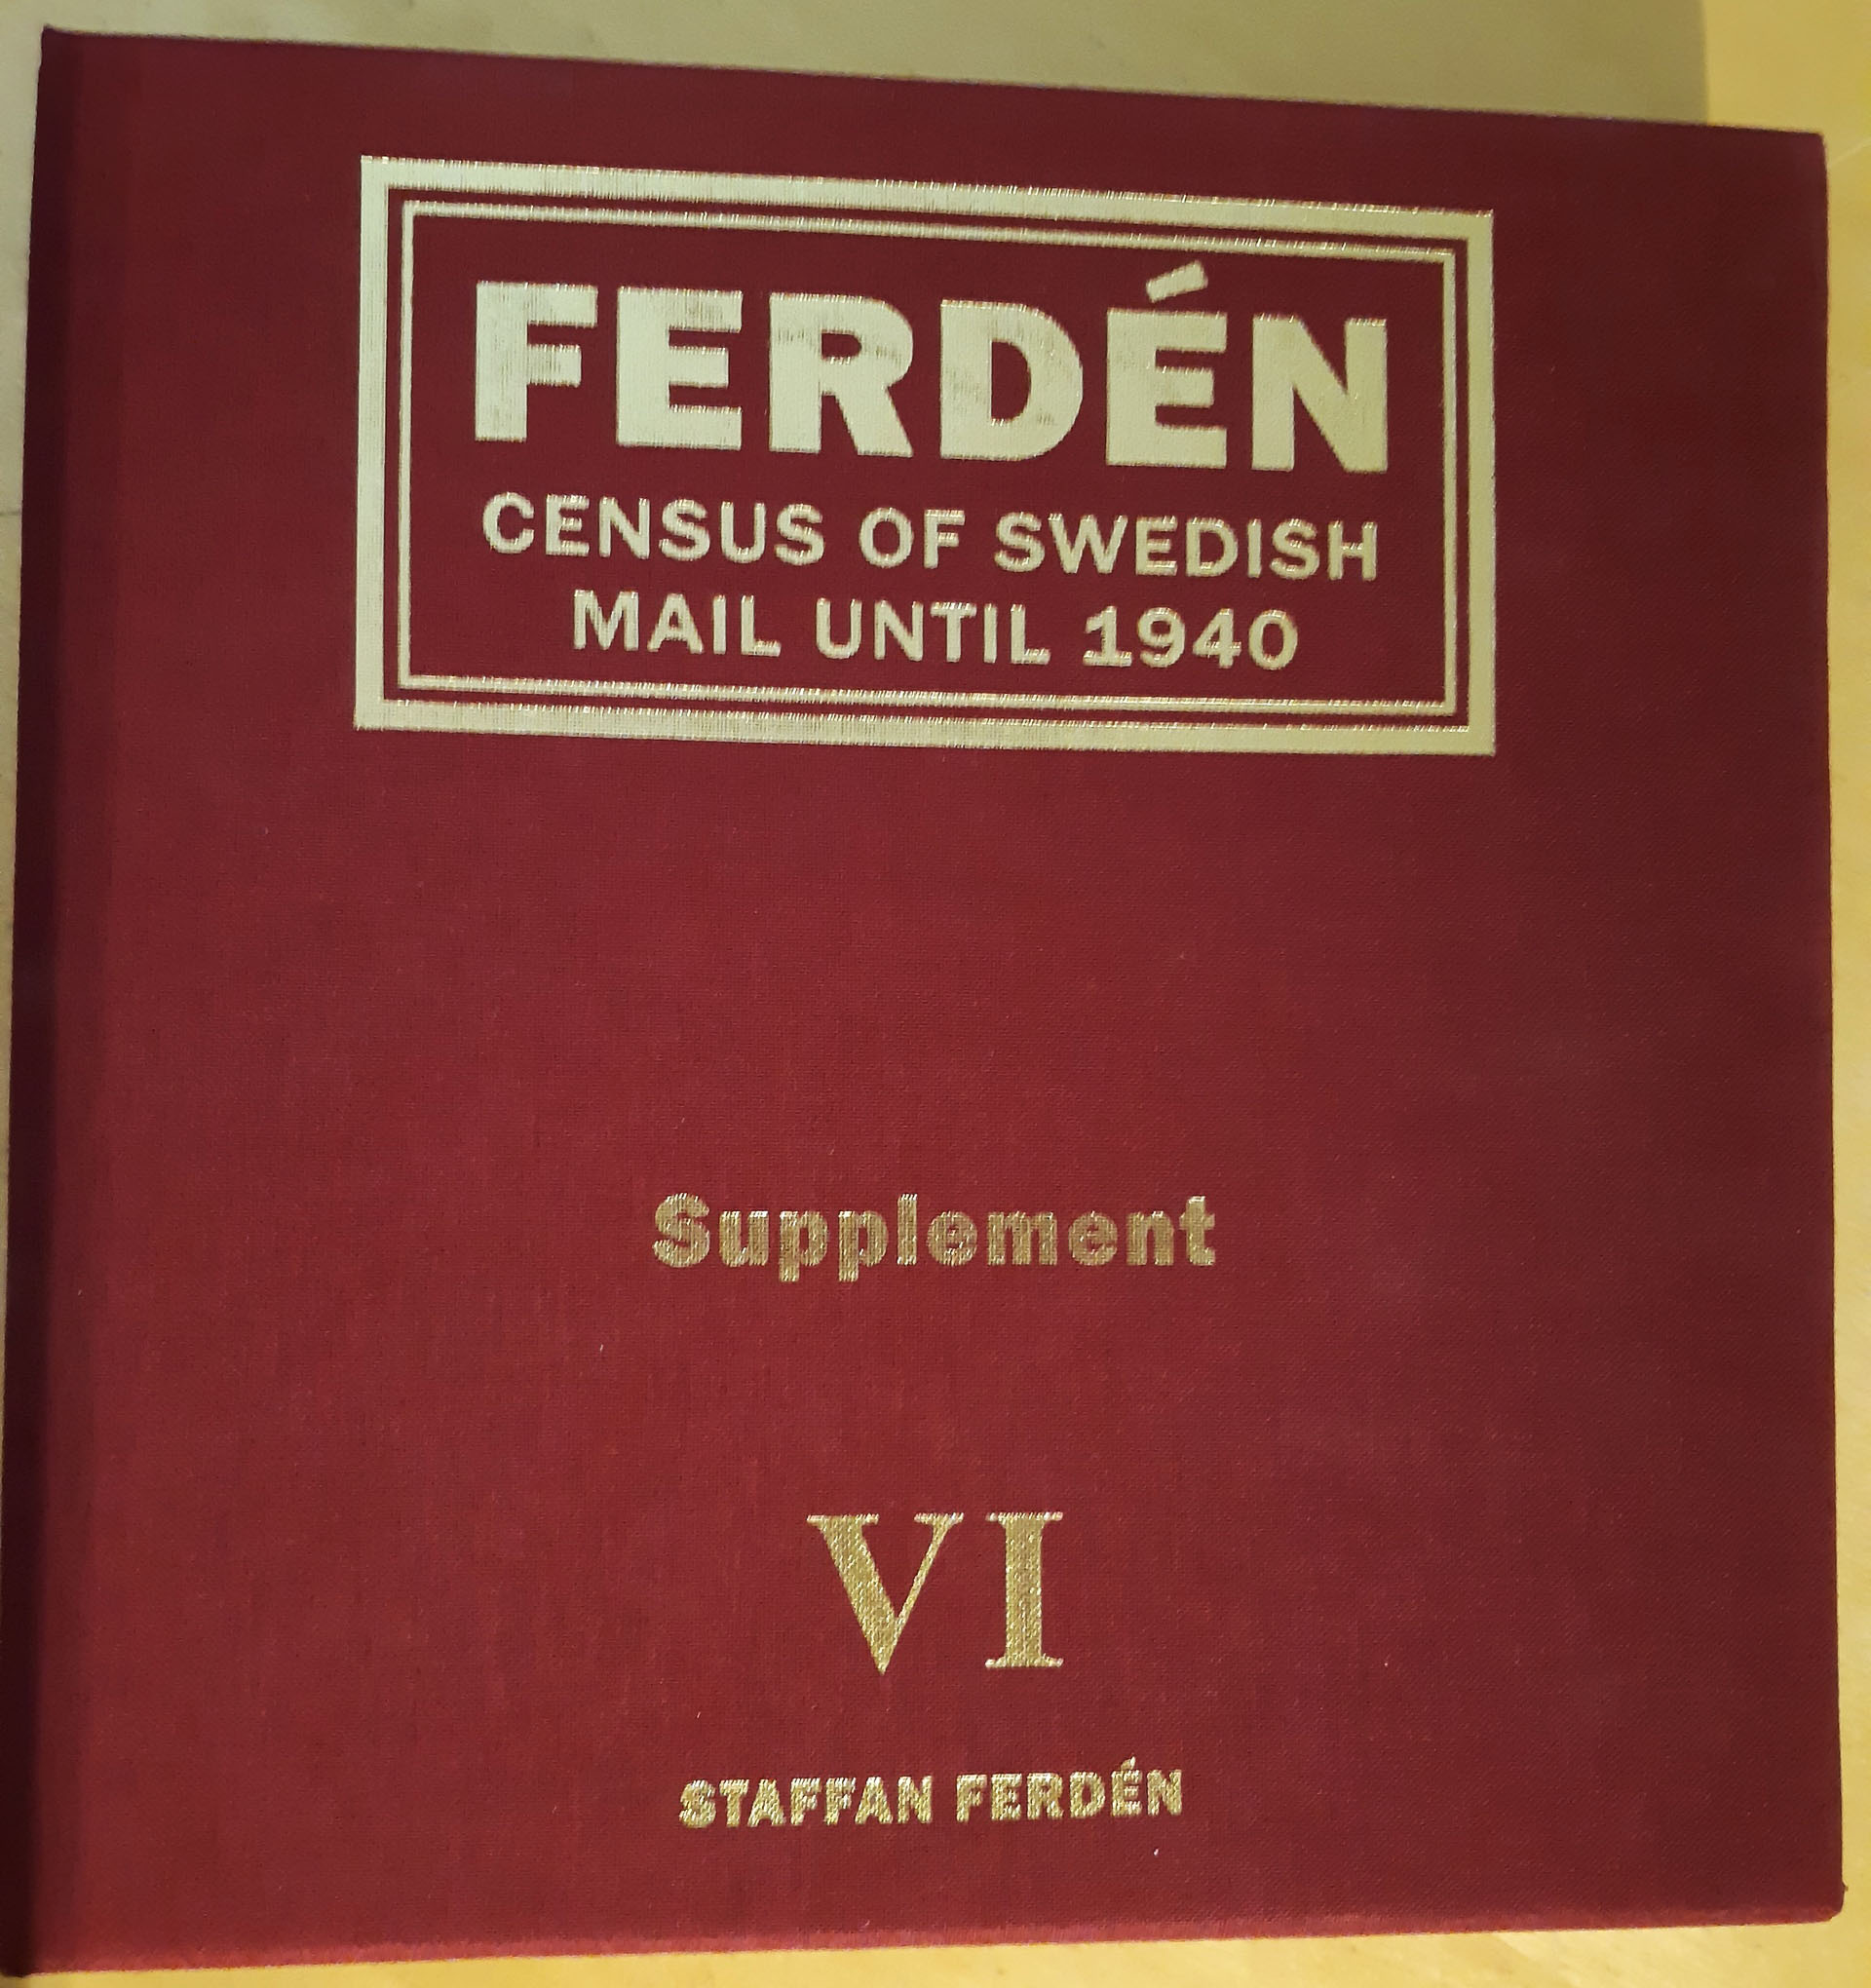 FERDÉN
CENSUS OF SWEDISH
MAIL UNTIL 1940
Supplement
VI
STAFFAN FERDÉN